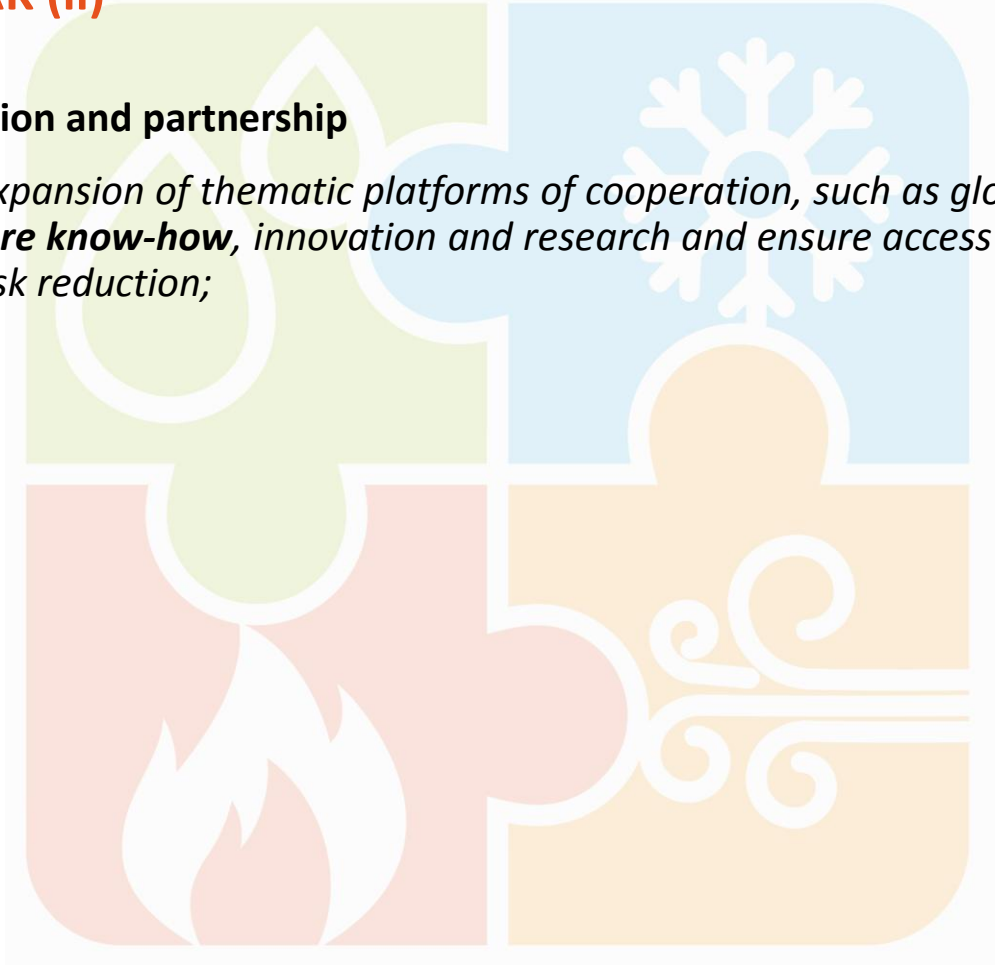 (II)
ion and partnership
xpansion of thematic platforms of cooperation, such as glo
re know-how, innovation and research and ensure access
sk reduction;